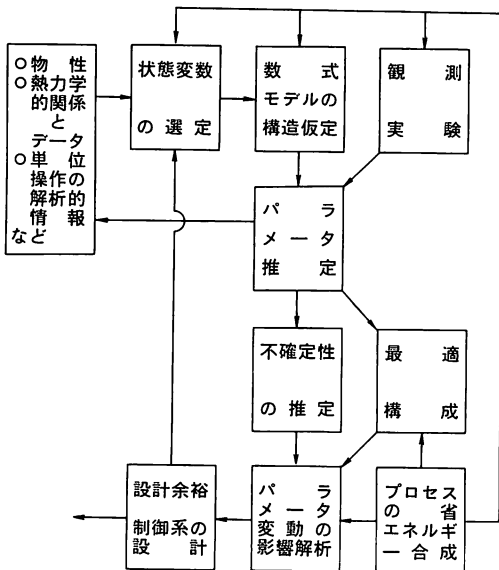 ○物性
○熱力学
的関係
と
データ
○単位
操作の
解析的
情報
など
状態変数
の選定
数式
モデルの
構造仮定
観測
実験
パラ
メータ
推定
不確定性
の推定
最適
構成
設計余裕
制御系の
設計
パラ
メータ
変動の
影響解析
プロセス
の省
エネルギ
ー合成